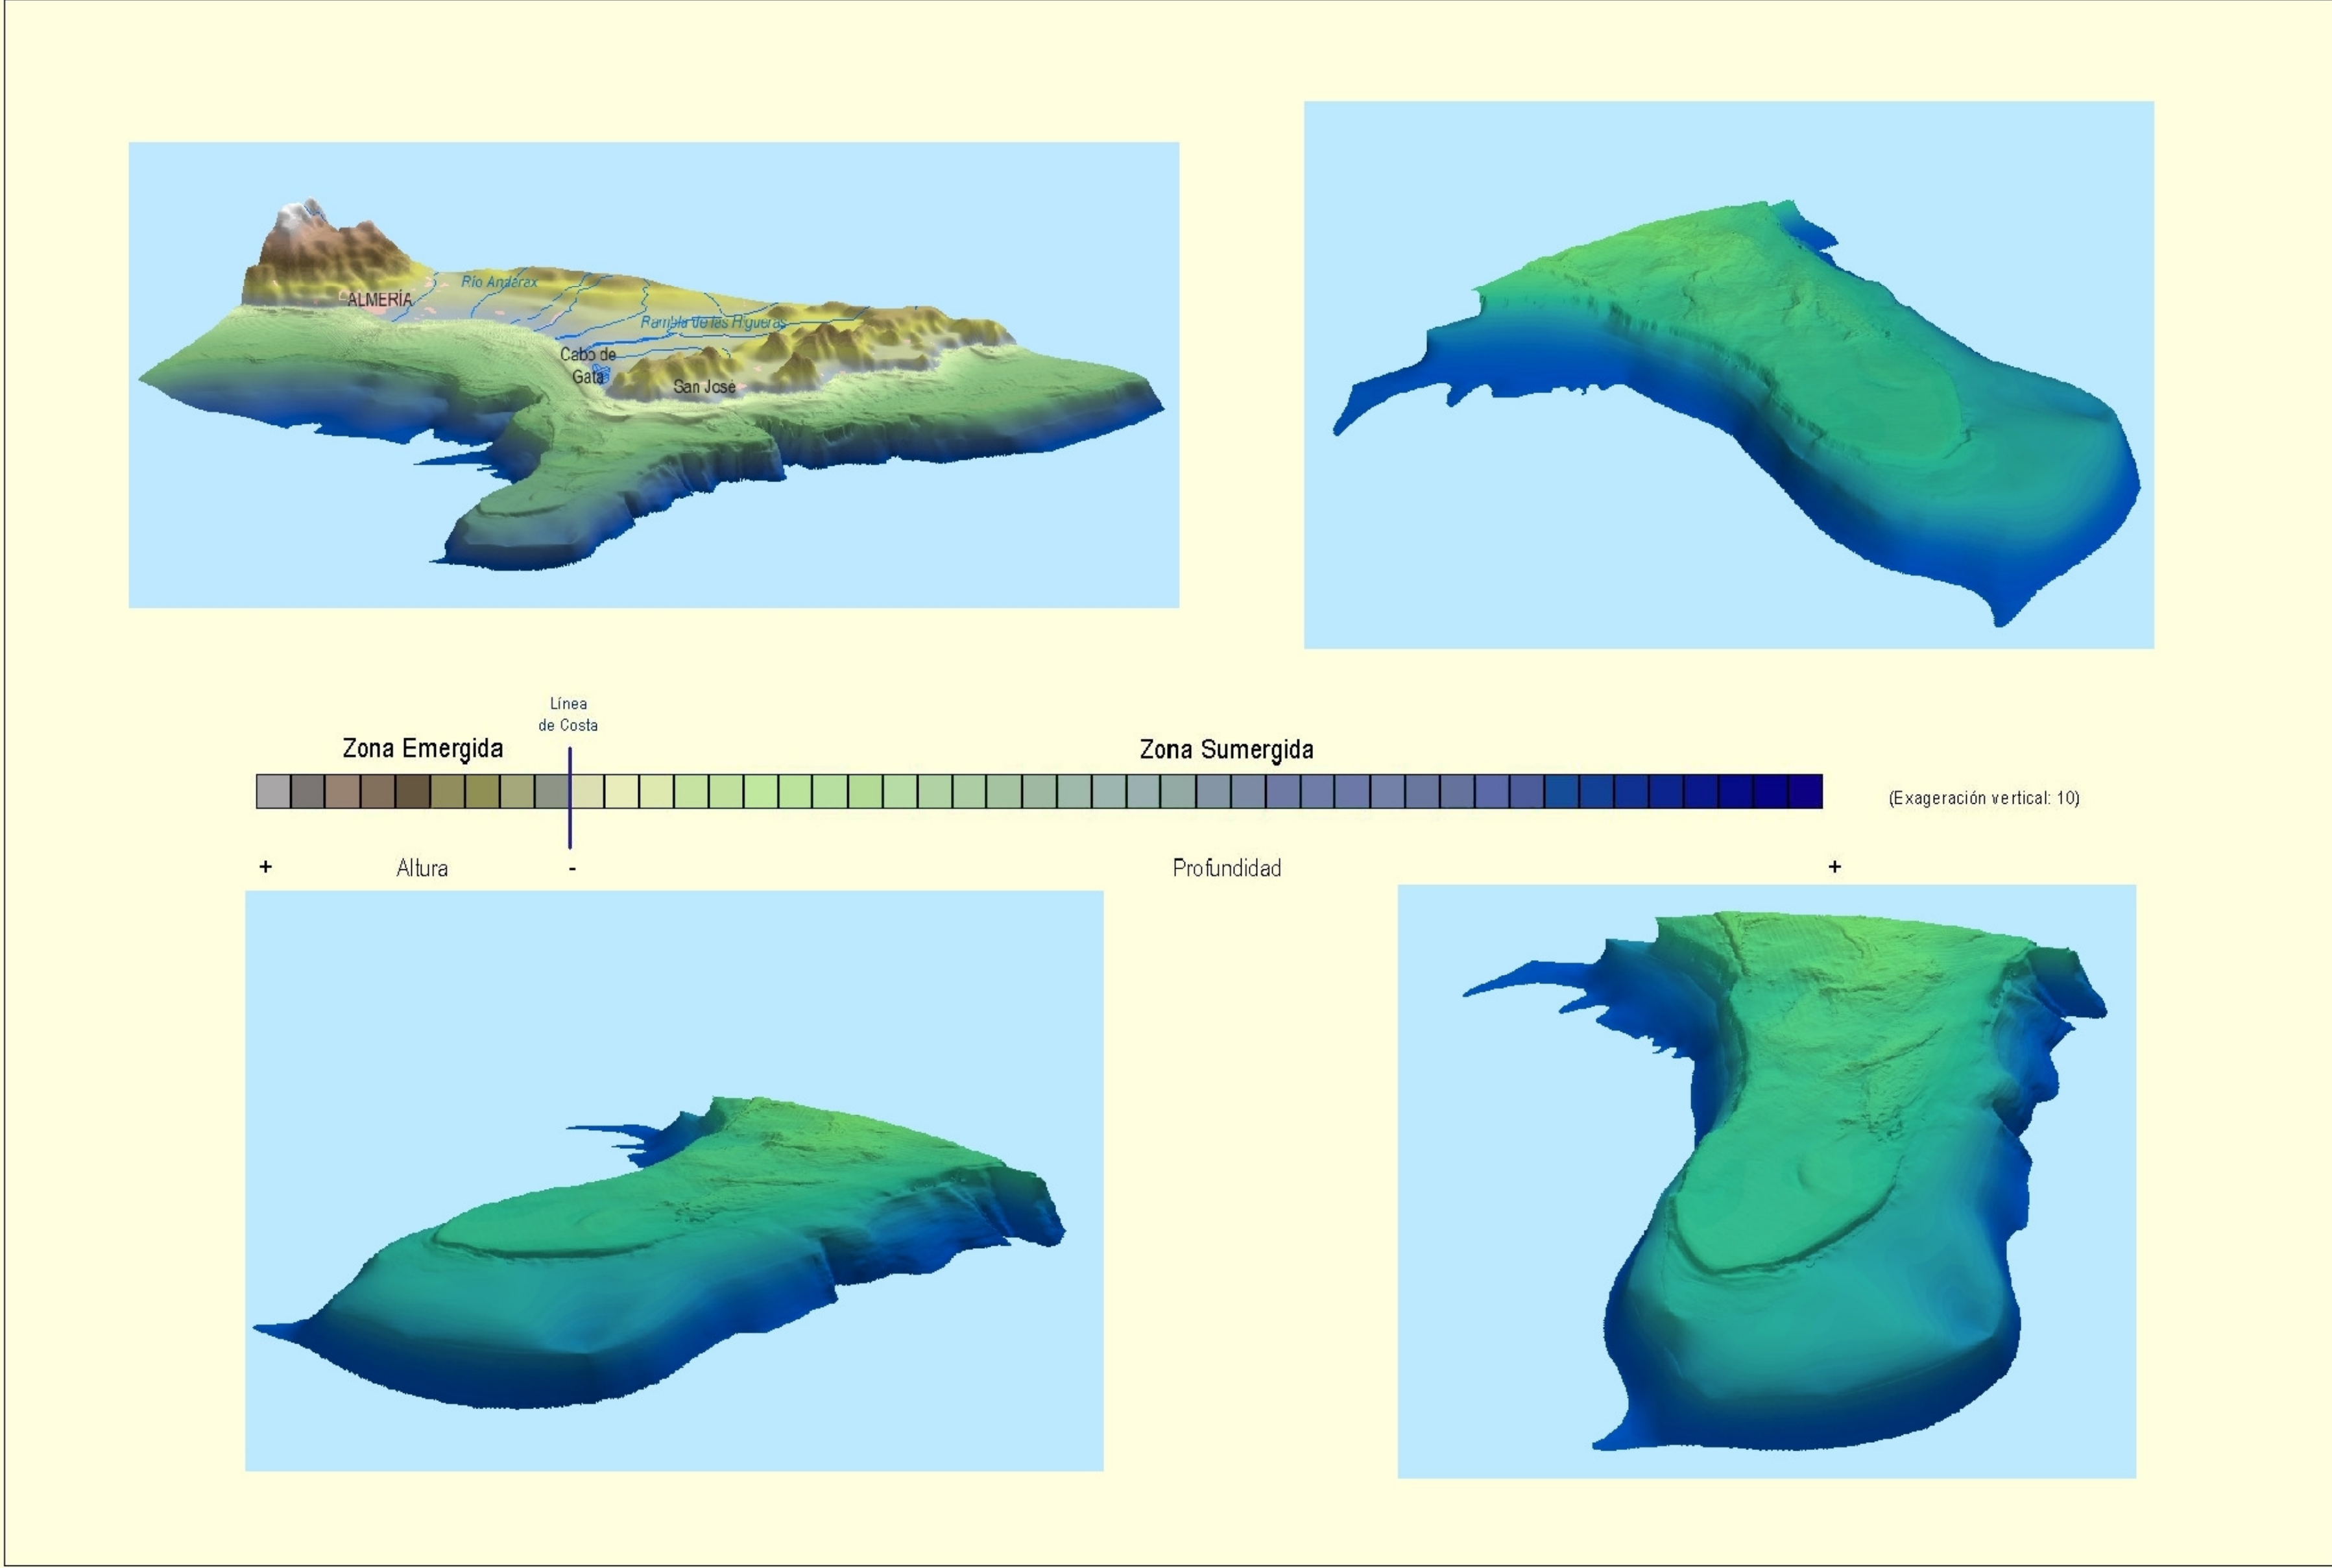 Río Andarax
ALMERÍA
Rambla de las Higueras
Cabo de
Gata
San José
Línea
de Costa
Zona Emergida
Zona Sumergida
(Exageración vertical: 10)
+ Altura -
Profundidad +